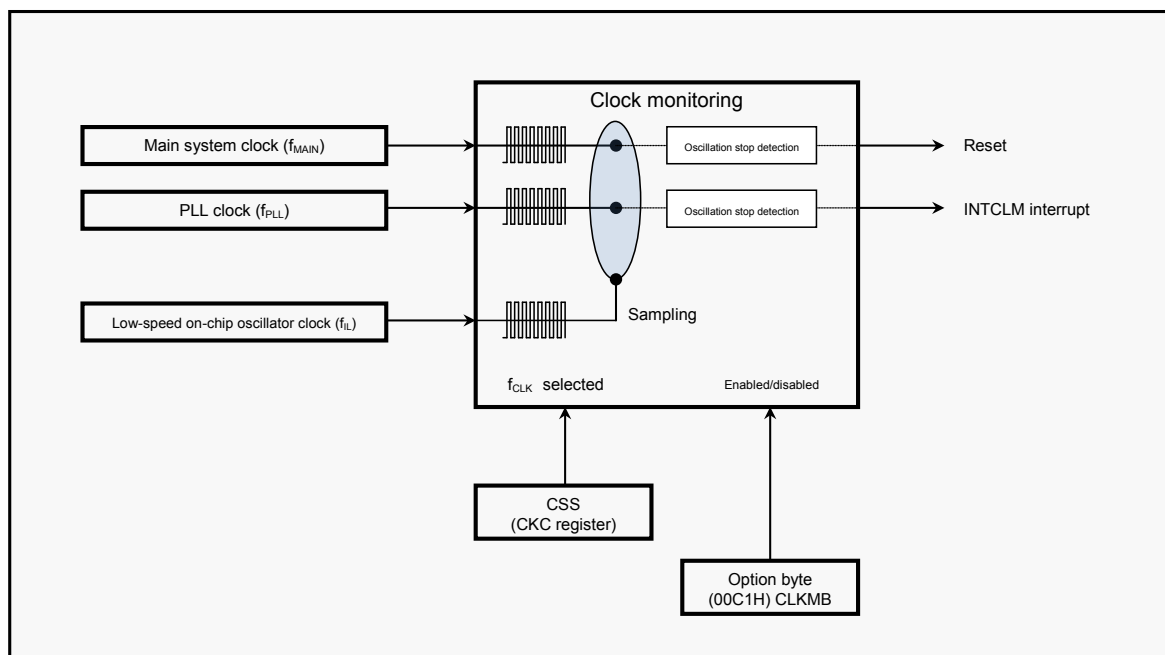 Clock monitoring
Main system clock (fMAIN)
Oscillation stop detection
Reset
PLL clock (fPLL)
Oscillation stop detection
INTCLM interrupt
Low-speed on-chip oscillator clock (fIL)
Sampling
fCLK selected
Enabled/disabled
CSS
(CKC register)
Option byte
(00C1H) CLKMB